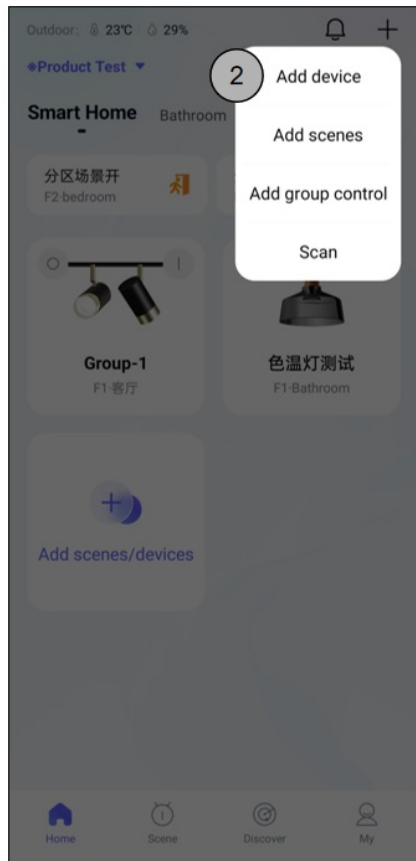 Outdoor: 23℃ 29%
*Product Test
2
Add device
Smart Home Bathroom
Add scenes
分区场景开
F2·bedroom
Add group control
Scan
Group-1
F1·客厅
色温灯测试
F1·Bathroom
Add scenes/devices
Home Scene Discover My